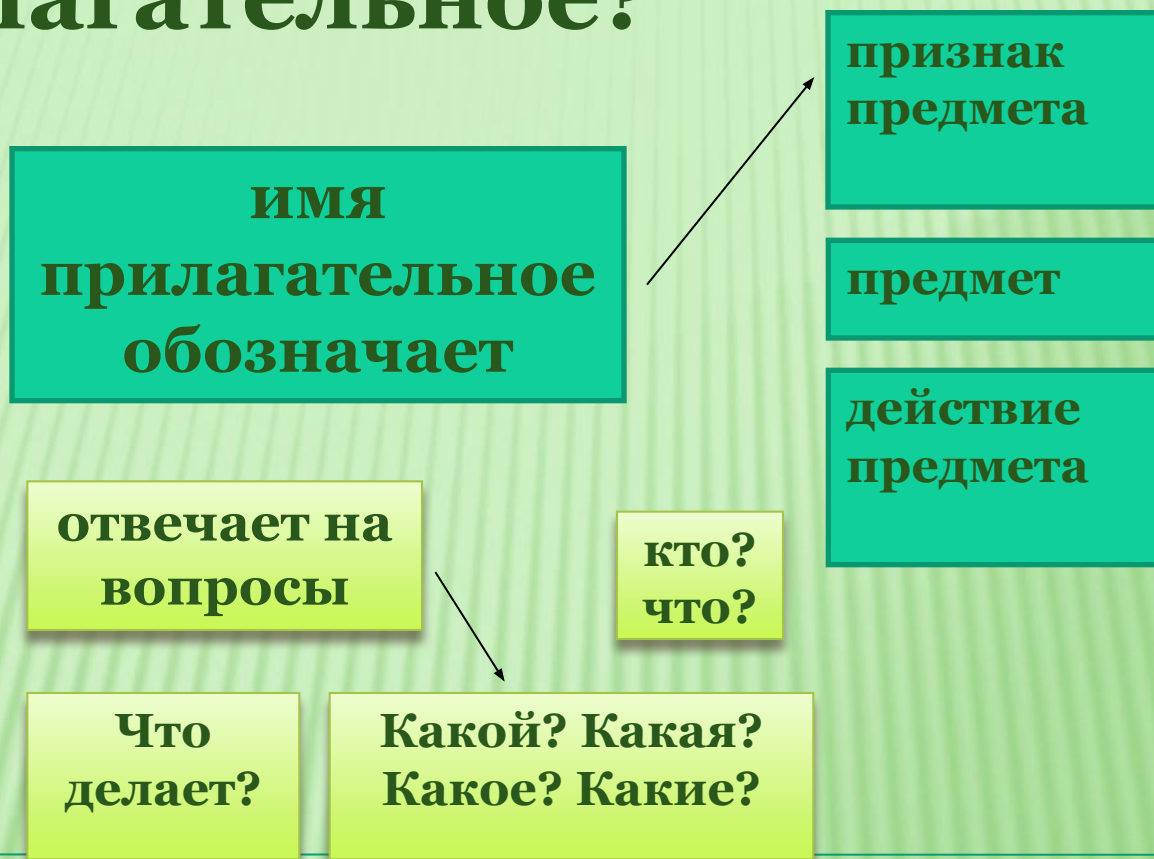 лагательное?
признак
предмета
имя
прилагательное
обозначает
предмет
действие
предмета
отвечает на
вопросы
кто?
что?
Что
делает?
Какой? Какая?
Какое? Какие?